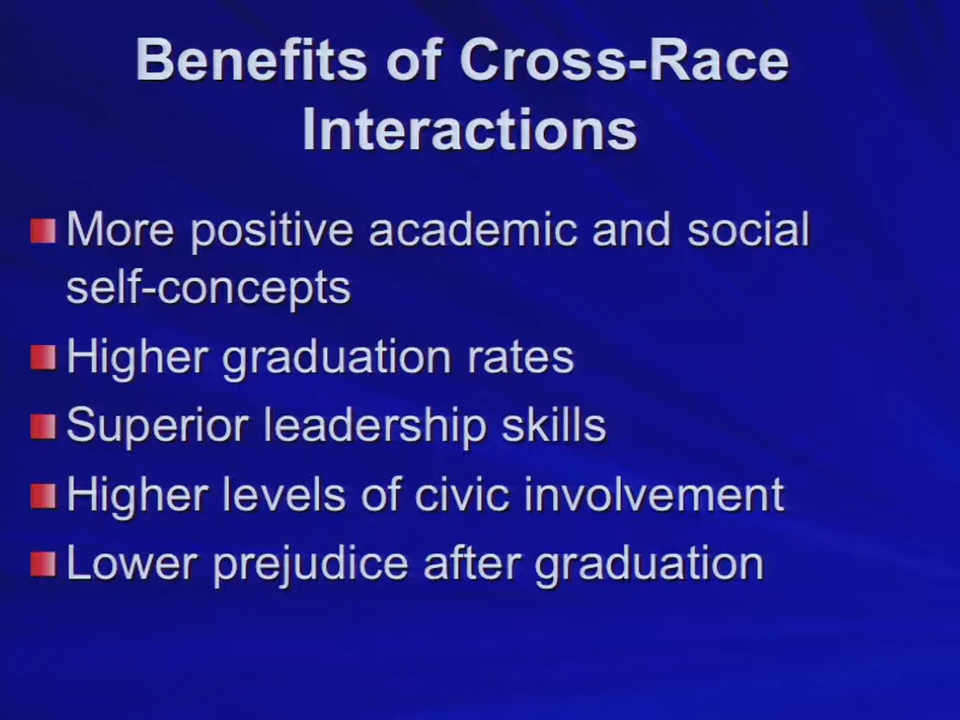 Benefits of Cross-Race
Interactions
More positive academic and social
self-concepts
Higher graduation rates
Superior leadership skills
Higher levels of civic involvement
Lower prejudice after graduation